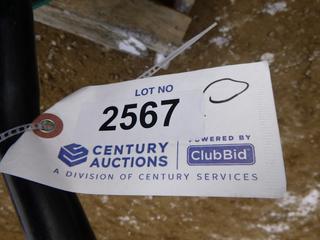 LOT NO
2567
CENTURY
AUCTIONS
POWERED BY
ClubBid
A DIVISION OF CENTURY SERVICES